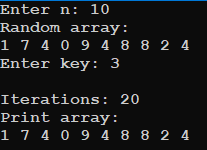 Enter n: 10
Random array:
1 7 4 0 9 4 8 8 2 4
Enter key: 3
Iterations: 20
Print array:
1 7 4 0 9 4 8 8 2 4